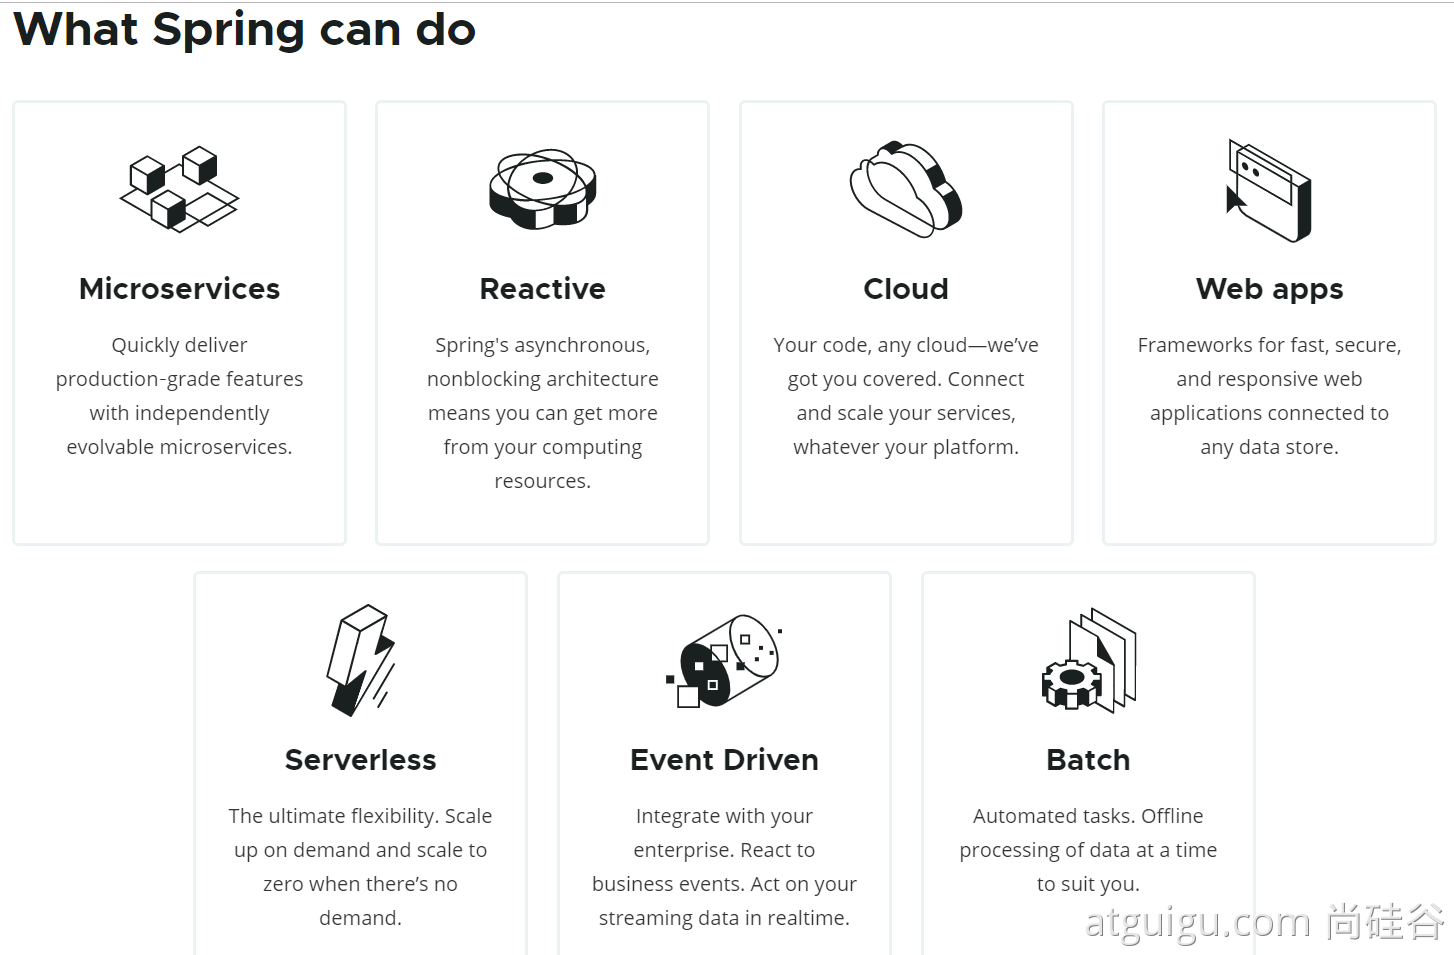 What Spring can do
Microservices
Quickly deliver
production-grade features
with independently
evolvable microservices.
Reactive
Spring's asynchronous,
nonblocking architecture
means you can get more
from your computing
resources.
Cloud
Your code, any cloud—we’ve
got you covered. Connect
and scale your services,
whatever your platform.
Web apps
Frameworks for fast, secure,
and responsive web
applications connected to
any data store.
Serverless
The ultimate flexibility. Scale
up on demand and scale to
zero when there’s no
demand.
Event Driven
Integrate with your
enterprise. React to
business events. Act on your
streaming data in realtime.
Batch
Automated tasks. Offline
processing of data at a time
to suit you.
atguigu.com 尚硅谷